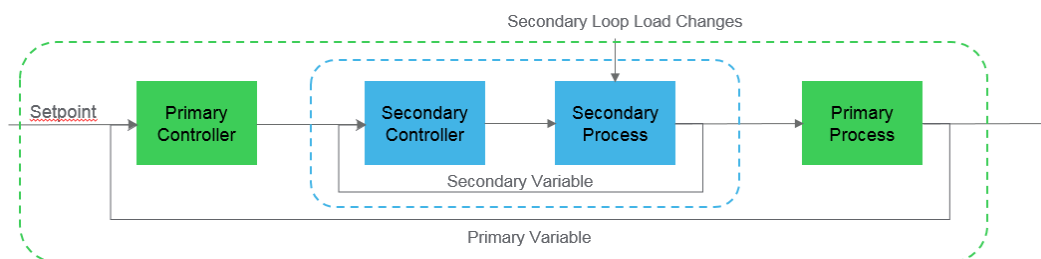 Secondary Loop Load Changes
Setpoint
Primary
Controller
Secondary
Controller
Secondary
Process
Primary
Process
Secondary Variable
Primary Variable